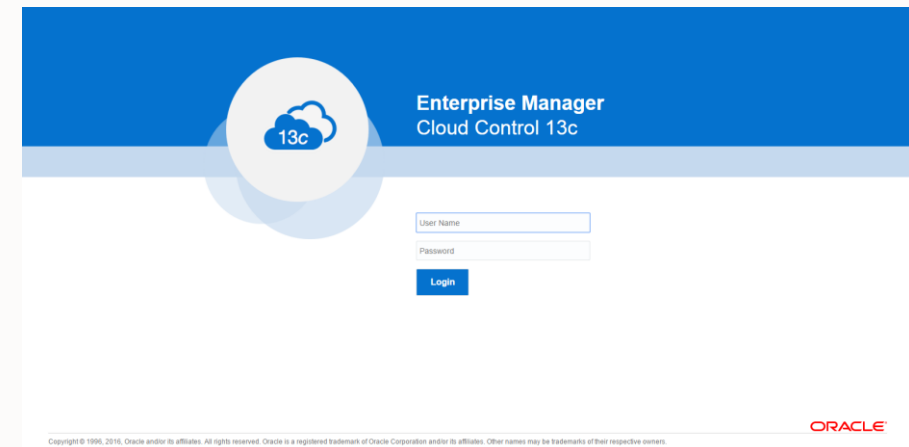 13c
Enterprise Manager
Cloud Control 13c
User Name
Password
Login
ORACLE
Copyright © 1996, 2016, Oracle and/or its affiliates. All rights reserved. Oracle is a registered trademark of Oracle Corporation and/or its affiliates. Other names may be trademarks of their respective owners.